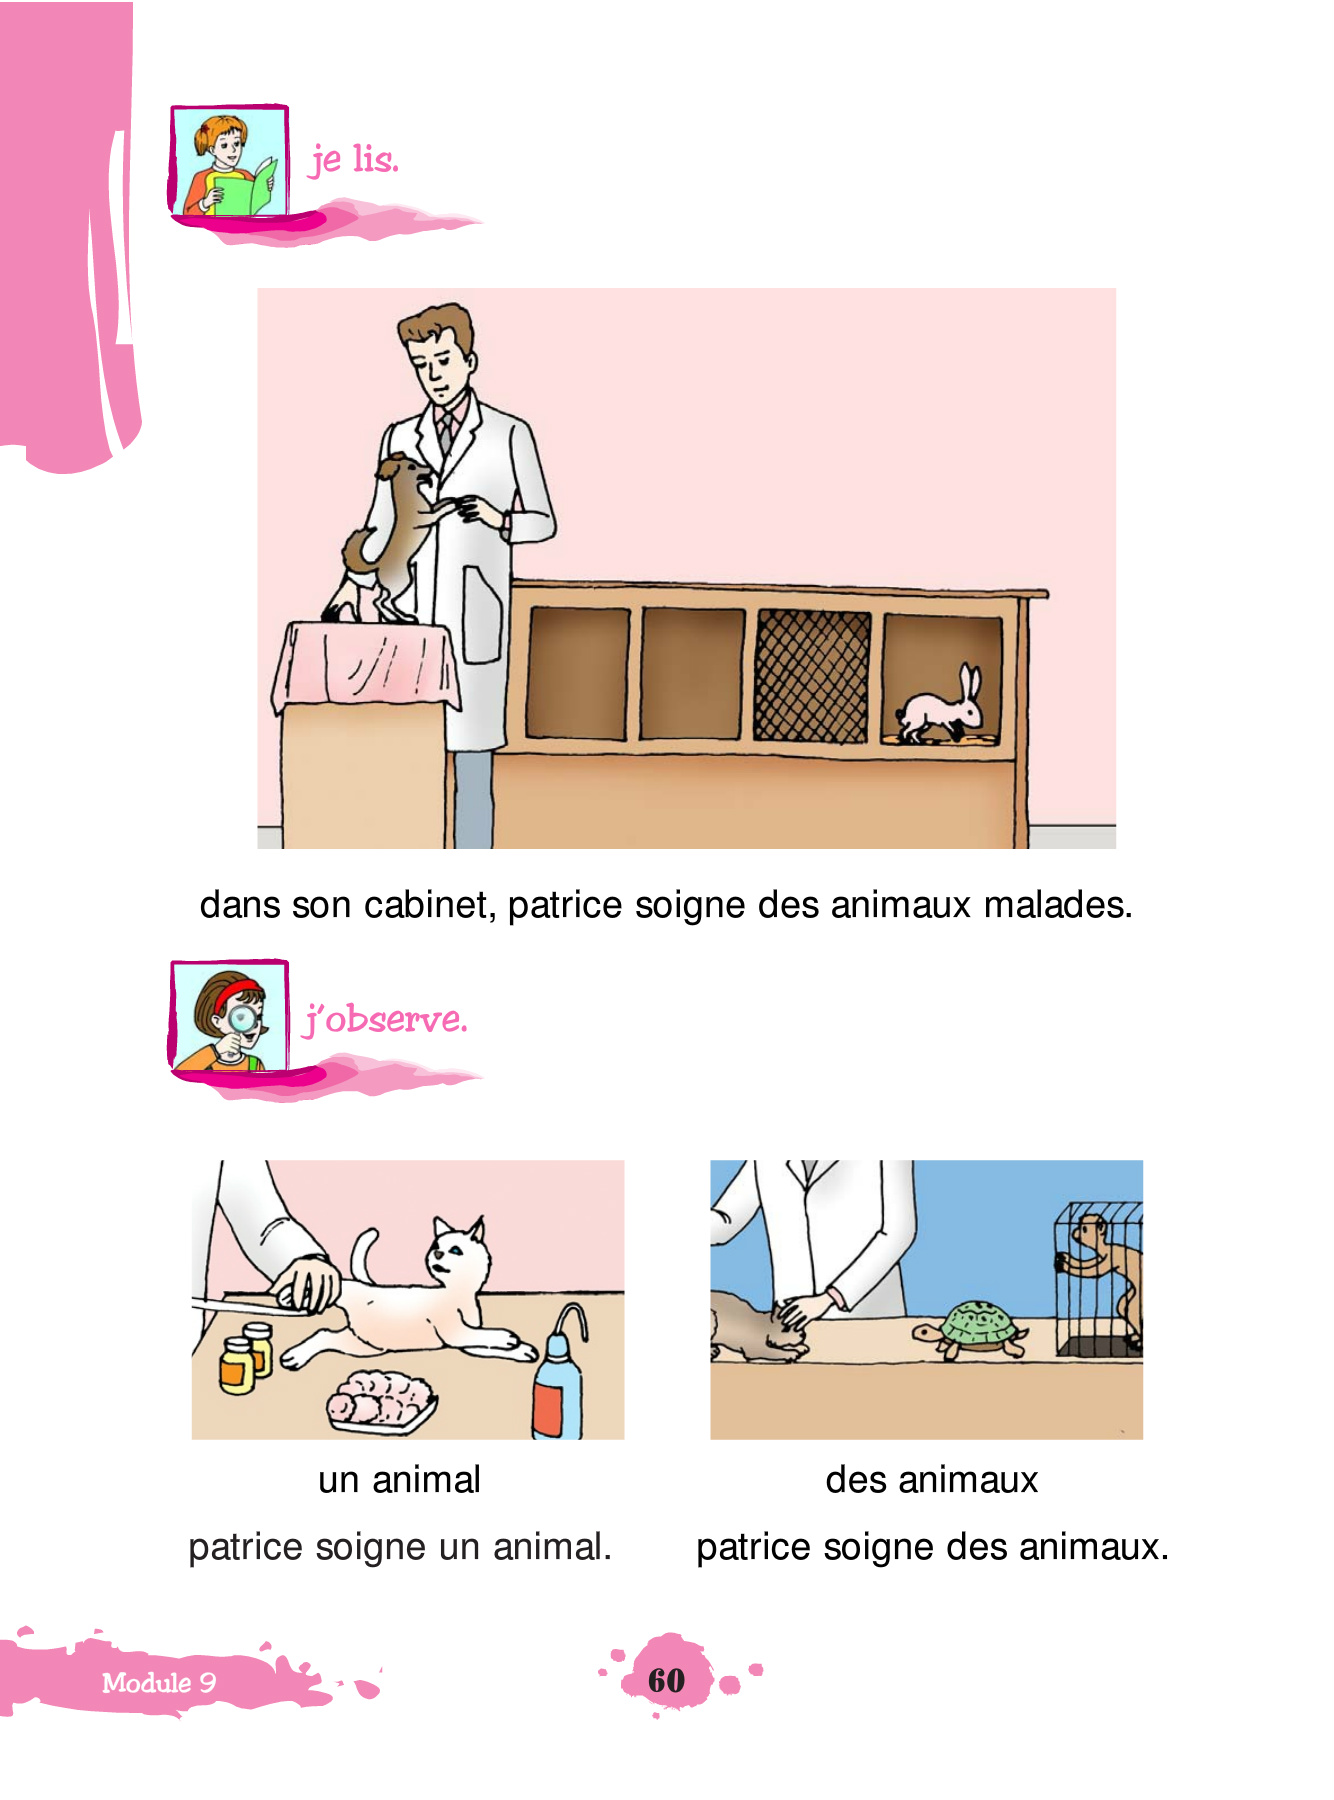 je lis.
dans son cabinet, patrice soigne des animaux malades.
j'observe.
un animal
des animaux
patrice soigne un animal.
patrice soigne des animaux.
Module 9
60